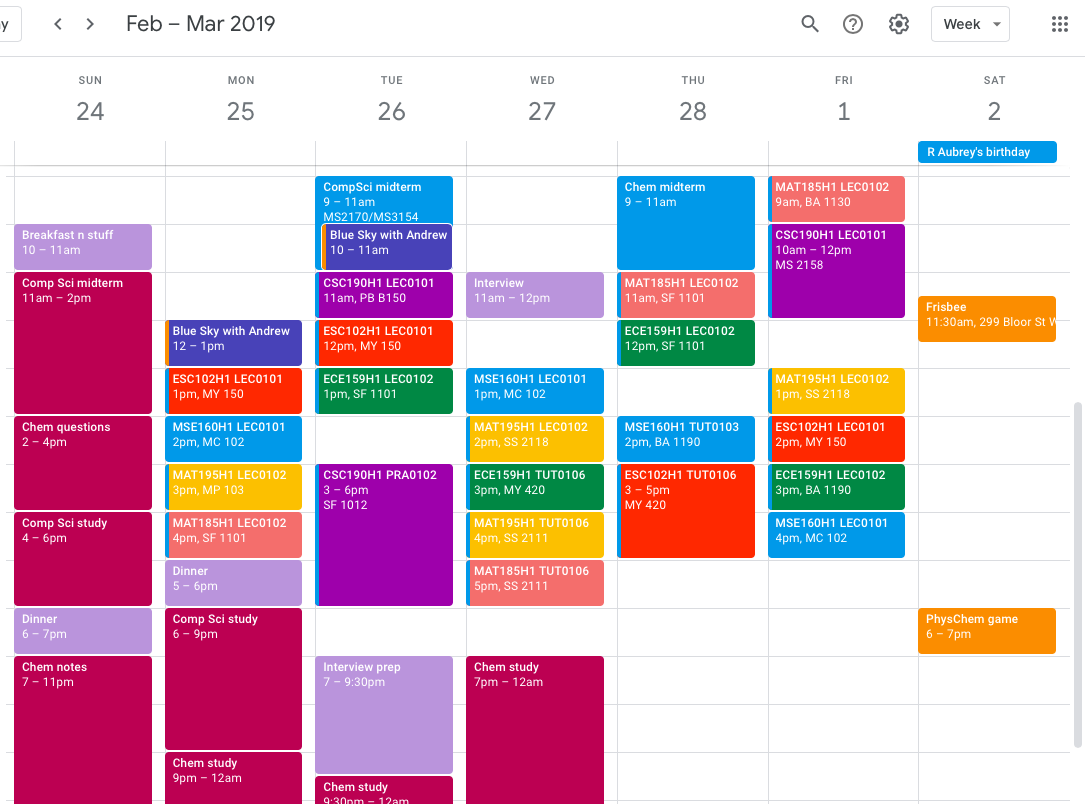 y
Feb – Mar 2019
Week
SUN
24
MON
25
TUE
26
WED
27
THU
28
FRI
1
SAT
2
R Aubrey's birthday
Breakfast n stuff
10 – 11am
Comp Sci midterm
11am – 2pm
Chem questions
2 – 4pm
Comp Sci study
4 – 6pm
Dinner
6 – 7pm
Chem notes
7 – 11pm
Blue Sky with Andrew
12 – 1pm
ESC102H1 LEC0101
1pm, MY 150
MSE160H1 LEC0101
2pm, MC 102
MAT195H1 LEC0102
3pm, MP 103
MAT185H1 LEC0102
4pm, SF 1101
Dinner
5 – 6pm
Comp Sci study
6 – 9pm
Chem study
9pm – 12am
CompSci midterm
9 – 11am
MS2170/MS3154
Blue Sky with Andrew
10 – 11am
CSC190H1 LEC0101
11am, PB B150
ESC102H1 LEC0101
12pm, MY 150
ECE159H1 LEC0102
1pm, SF 1101
CSC190H1 PRA0102
3 – 6pm
SF 1012
Interview prep
7 – 9:30pm
Chem study
9:30pm – 12am
Interview
11am – 12pm
MSE160H1 LEC0101
1pm, MC 102
MAT195H1 LEC0102
2pm, SS 2118
ECE159H1 TUT0106
3pm, MY 420
MAT195H1 TUT0106
4pm, SS 2111
MAT185H1 TUT0106
5pm, SS 2111
Chem study
7pm – 12am
Chem midterm
9 – 11am
MAT185H1 LEC0102
11am, SF 1101
ECE159H1 LEC0102
12pm, SF 1101
MSE160H1 TUT0103
2pm, BA 1190
ESC102H1 TUT0106
3 – 5pm
MY 420
MAT185H1 LEC0102
9am, BA 1130
CSC190H1 LEC0101
10am – 12pm
MS 2158
MAT195H1 LEC0102
1pm, SS 2118
ESC102H1 LEC0101
2pm, MY 150
ECE159H1 LEC0102
3pm, BA 1190
MSE160H1 LEC0101
4pm, MC 102
Frisbee
11:30am, 299 Bloor St W
PhysChem game
6 – 7pm